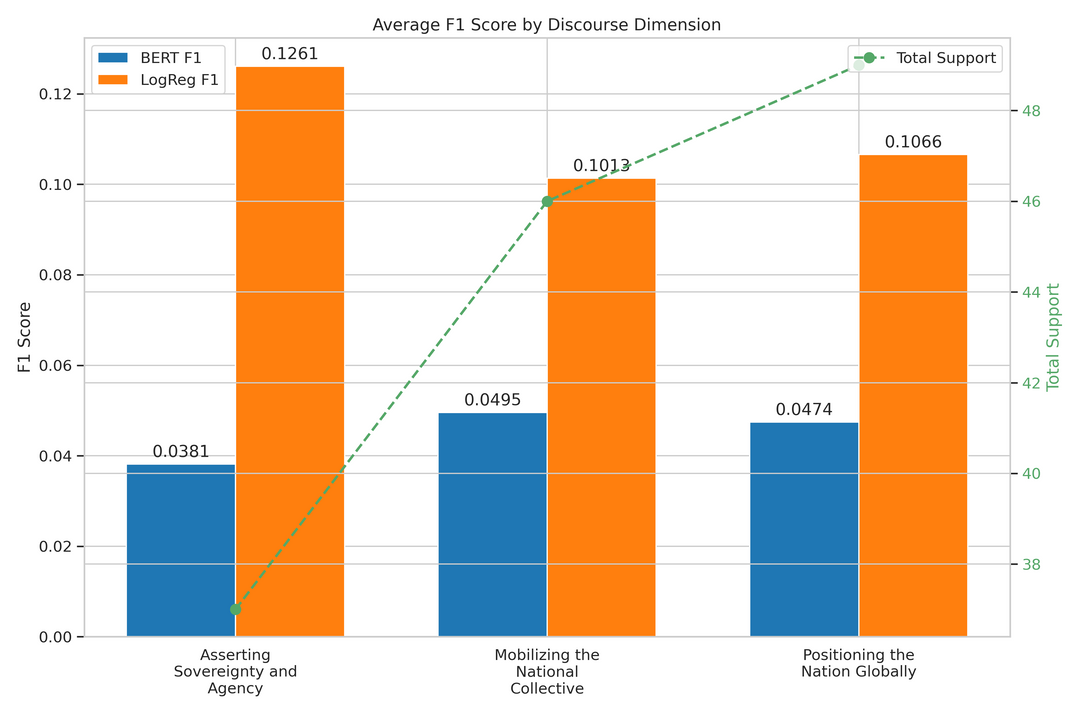 Average F1 Score by Discourse Dimension
BERT F1
LogReg F1
Total Support
0.1261
0.1013
0.1066
0.0381
0.0495
0.0474
F1 Score
0.12
0.10
0.08
0.06
0.04
0.02
0.00
48
46
44
42
40
38
Total Support
Asserting
Sovereignty and
Agency
Mobilizing the
National
Collective
Positioning the
Nation Globally